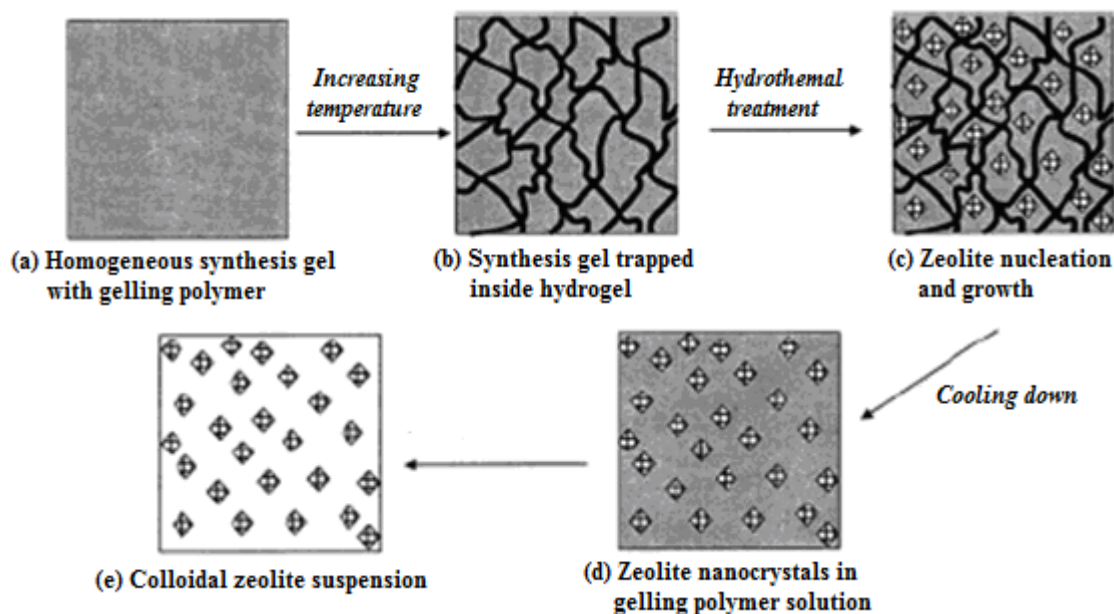 Increasing
temperature
Hydrothemal
treatment
(a) Homogeneous synthesis gel
with gelling polymer
(b) Synthesis gel trapped
inside hydrogel
(c) Zeolite nucleation
and growth
Cooling down
(e) Colloidal zeolite suspension
(d) Zeolite nanocrystals in
gelling polymer solution